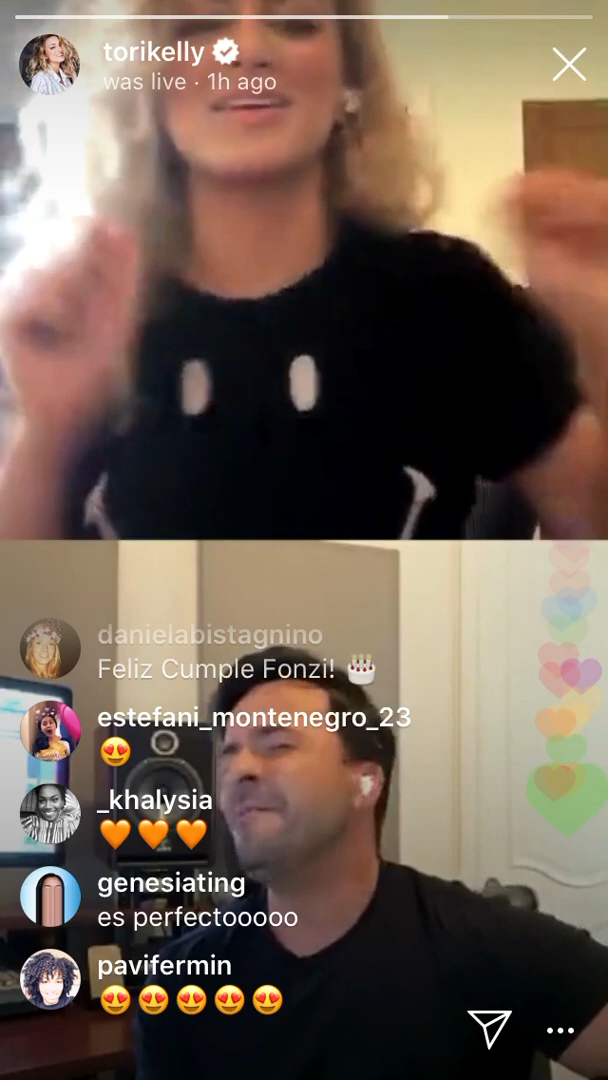 torikelly
was live · 1h ago
danielabistagnino
Feliz Cumple Fonzi! 🎂
estefani_montenegro_23
😍
_khalysia
🧡🧡🧡
genesiating
es perfectooooo
pavifermin
😍😍😍😍😍